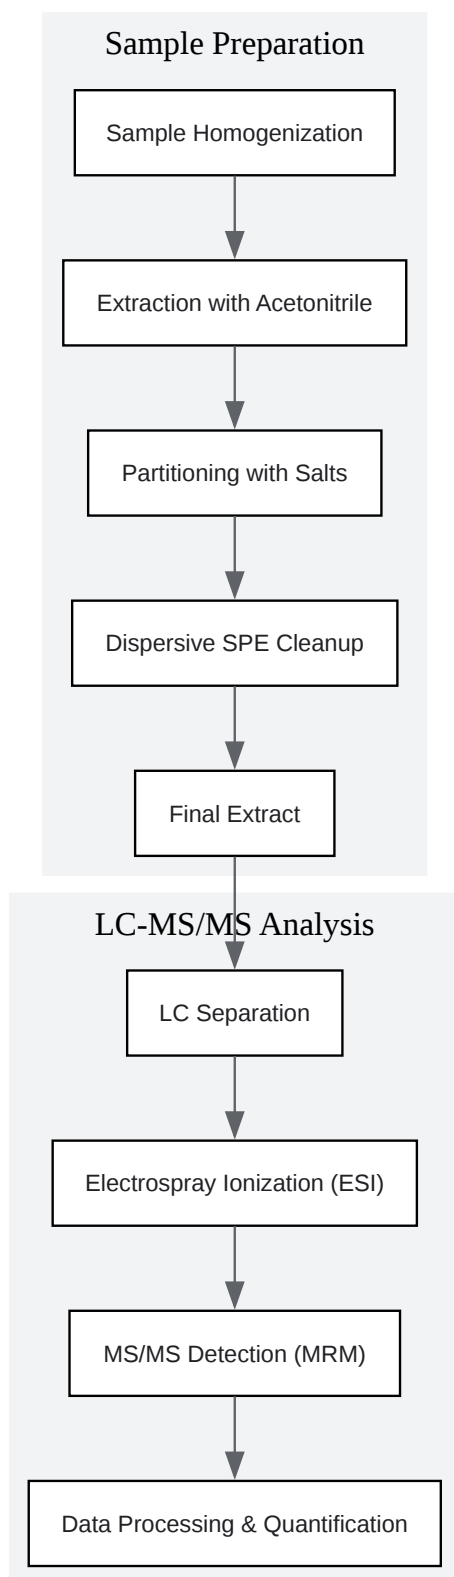 Sample Preparation
Sample Homogenization
Extraction with Acetonitrile
Partitioning with Salts
Dispersive SPE Cleanup
Final Extract
LC-MS/MS Analysis
LC Separation
Electrospray Ionization (ESI)
MS/MS Detection (MRM)
Data Processing & Quantification